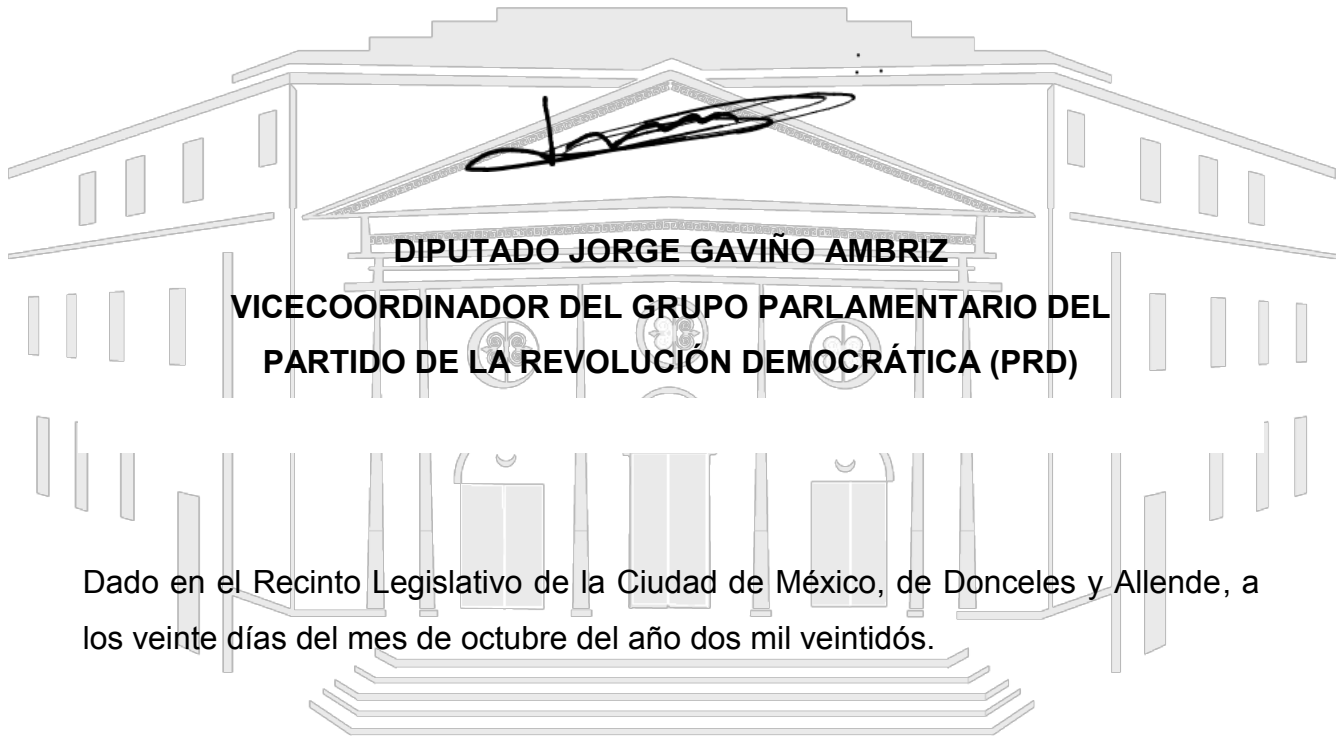 DIPUTADO JORGE GAVIÑO AMBRIZ
VICECOORDINADOR DEL GRUPO PARLAMENTARIO DEL
PARTIDO DE LA REVOLUCIÓN DEMOCRÁTICA (PRD)
Dado en el Recinto Legislativo de la Ciudad de México, de Donceles y Allende, a
los veinte días del mes de octubre del año dos mil veintidós.